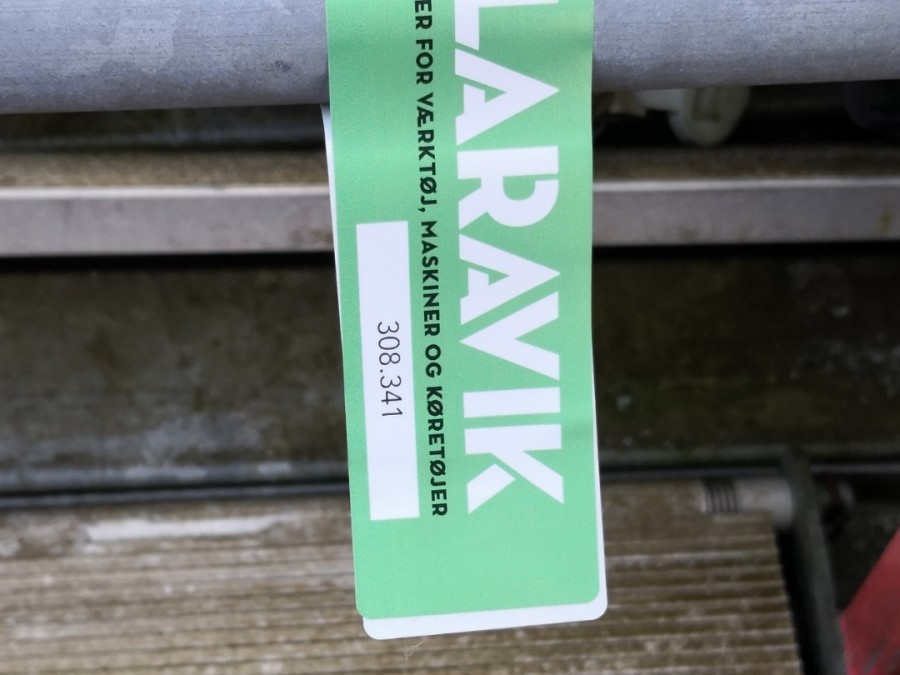 LARAVIK
ER FOR VÆRKTØJ, MASKINER OG KØRETØJER
308.341